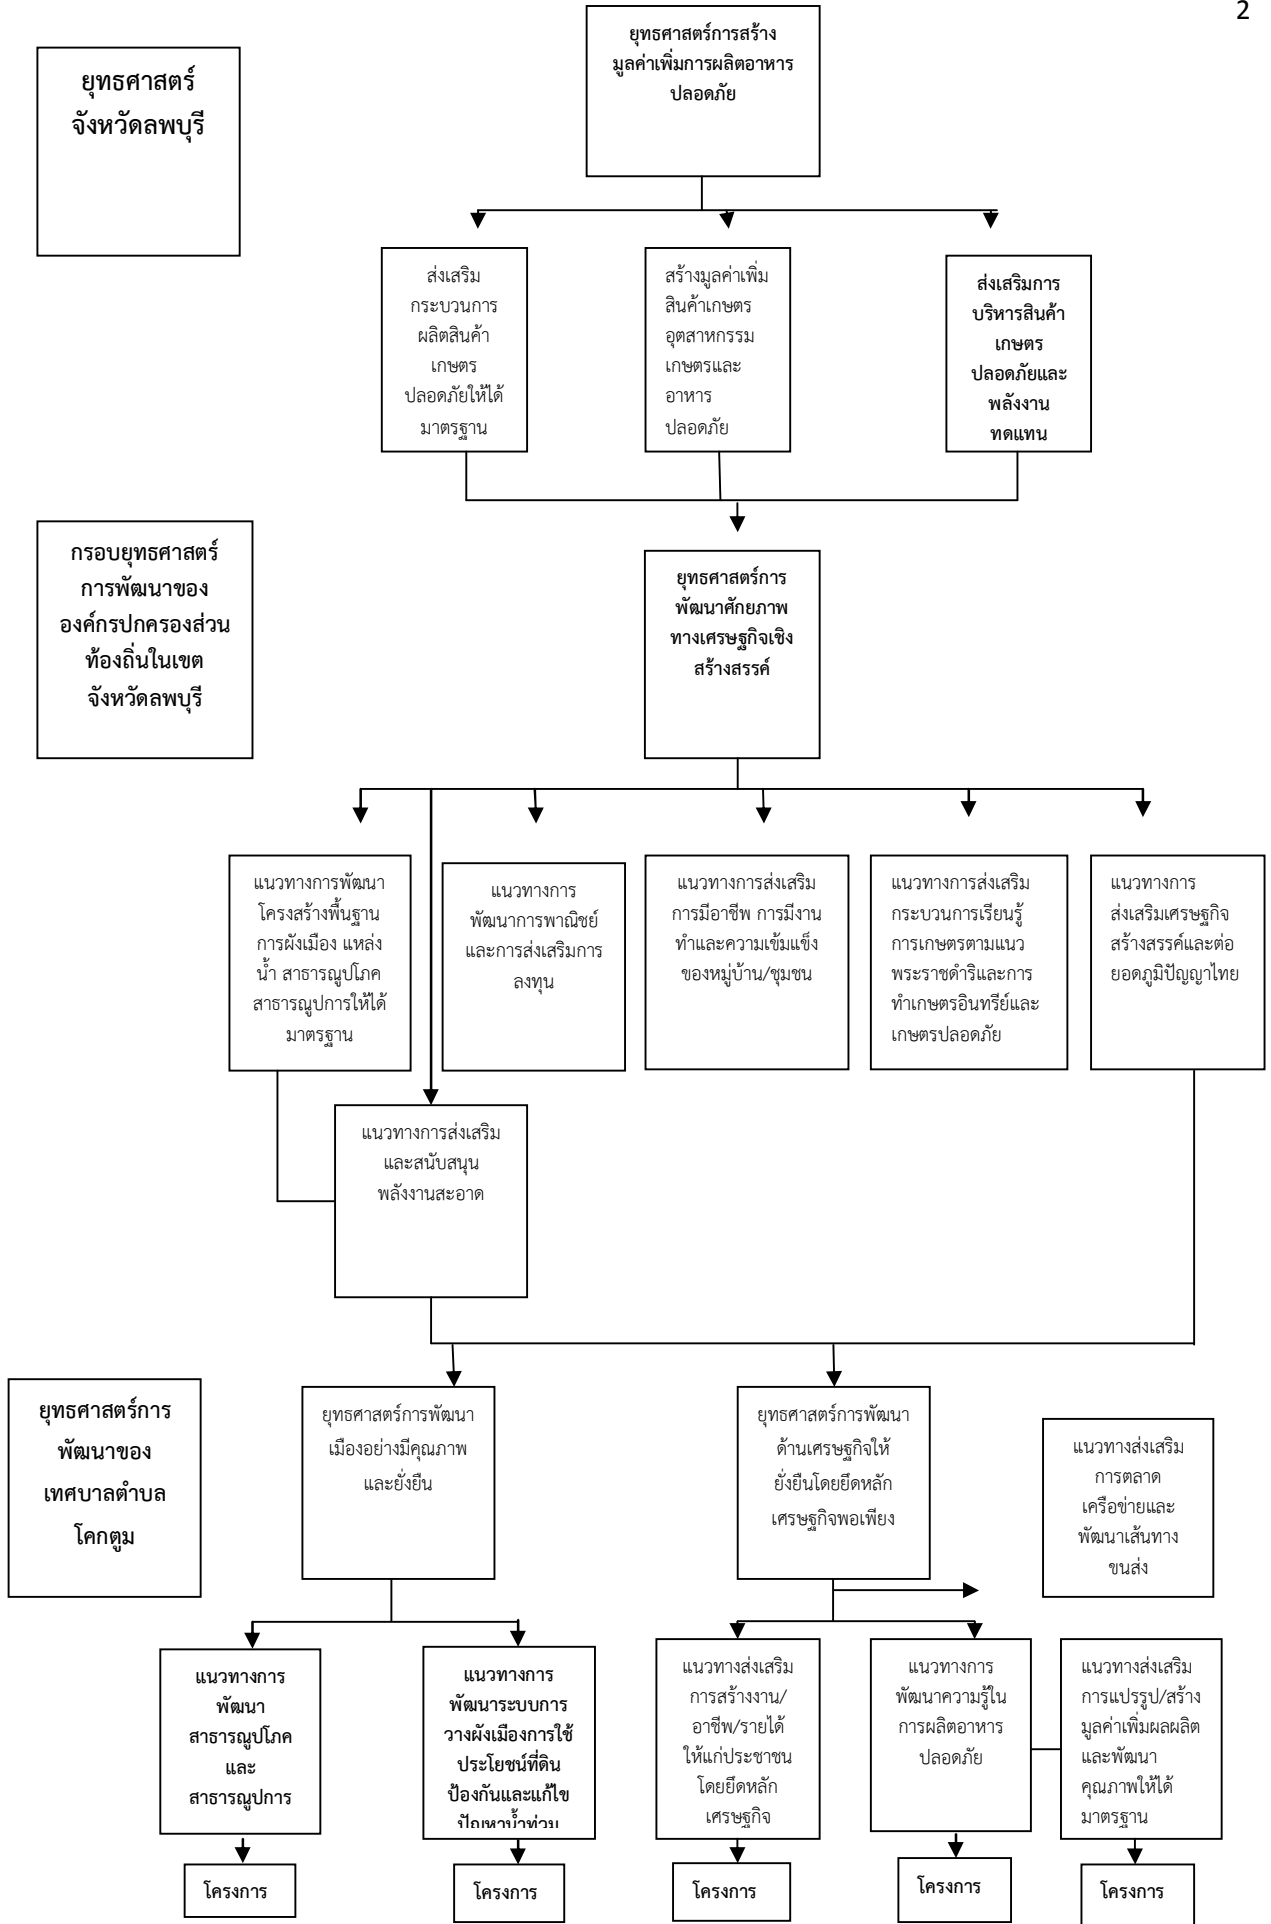 2
ยุทธศาสตร์
จังหวัดลพบุรี
ยุทธศาสตร์การสร้าง
มูลค่าเพิ่มการผลิตอาหาร
ปลอดภัย
ส่งเสริม
กระบวนการ
ผลิตสินค้า
เกษตร
ปลอดภัยให้ได้
มาตรฐาน
สร้างมูลค่าเพิ่ม
สินค้าเกษตร
อุตสาหกรรม
เกษตรและ
อาหาร
ปลอดภัย
ส่งเสริมการ
บริหารสินค้า
เกษตร
ปลอดภัยและ
พลังงาน
ทดแทน
กรอบยุทธศาสตร์
การพัฒนาของ
องค์กรปกครองส่วน
ท้องถิ่นในเขต
จังหวัดลพบุรี
ยุทธศาสตร์การ
พัฒนาศักยภาพ
ทางเศรษฐกิจเชิง
สร้างสรรค์
แนวทางการพัฒนา
โครงสร้างพื้นฐาน
การผังเมือง แหล่ง
น้ำ สาธารณูปโภค
สาธารณูปการให้ได้
มาตรฐาน
แนวทางการ
พัฒนาการพาณิชย์
และการส่งเสริมการ
ลงทุน
แนวทางการส่งเสริม
การมีอาชีพ การมีงาน
ทำและความเข้มแข็ง
ของหมู่บ้าน/ชุมชน
แนวทางการส่งเสริม
กระบวนการเรียนรู้
การเกษตรตามแนว
พระราชดำริและการ
ทำเกษตรอินทรีย์และ
เกษตรปลอดภัย
แนวทางการ
ส่งเสริมเศรษฐกิจ
สร้างสรรค์และต่อ
ยอดภูมิปัญญาไทย
แนวทางการส่งเสริม
และสนับสนุน
พลังงานสะอาด
ยุทธศาสตร์การ
พัฒนาของ
เทศบาลตำบล
โคกตูม
ยุทธศาสตร์การพัฒนา
เมืองอย่างมีคุณภาพ
และยั่งยืน
ยุทธศาสตร์การพัฒนา
ด้านเศรษฐกิจให้
ยั่งยืนโดยยึดหลัก
เศรษฐกิจพอเพียง
แนวทางส่งเสริม
การตลาด
เครือข่ายและ
พัฒนาเส้นทาง
ขนส่ง
แนวทางการ
พัฒนา
สาธารณูปโภค
และ
สาธารณูปการ
แนวทางการ
พัฒนาระบบการ
วางผังเมืองการใช้
ประโยชน์ที่ดิน
ป้องกันและแก้ไข
ปัญหาน้ำท่วม
แนวทางส่งเสริม
การสร้างงาน/
อาชีพ/รายได้
ให้แก่ประชาชน
โดยยึดหลัก
เศรษฐกิจ
แนวทางการ
พัฒนาความรู้ใน
การผลิตอาหาร
ปลอดภัย
แนวทางส่งเสริม
การแปรรูป/สร้าง
มูลค่าเพิ่มผลผลิต
และพัฒนา
คุณภาพให้ได้
มาตรฐาน
โครงการ
โครงการ
โครงการ
โครงการ
โครงการ